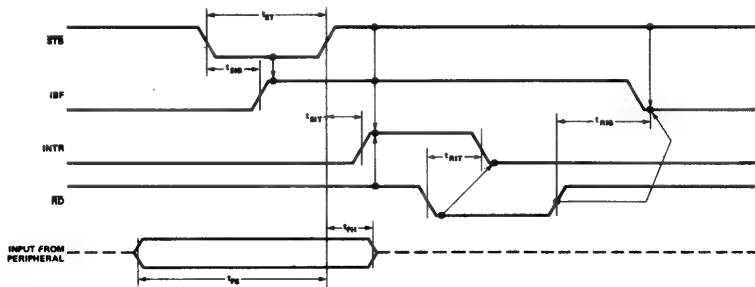 tST
STB
tSIB
IBF
tSIT
tRIB
INTR
tRIT
RD
tPH
INPUT FROM
PERIPHERAL
tPS